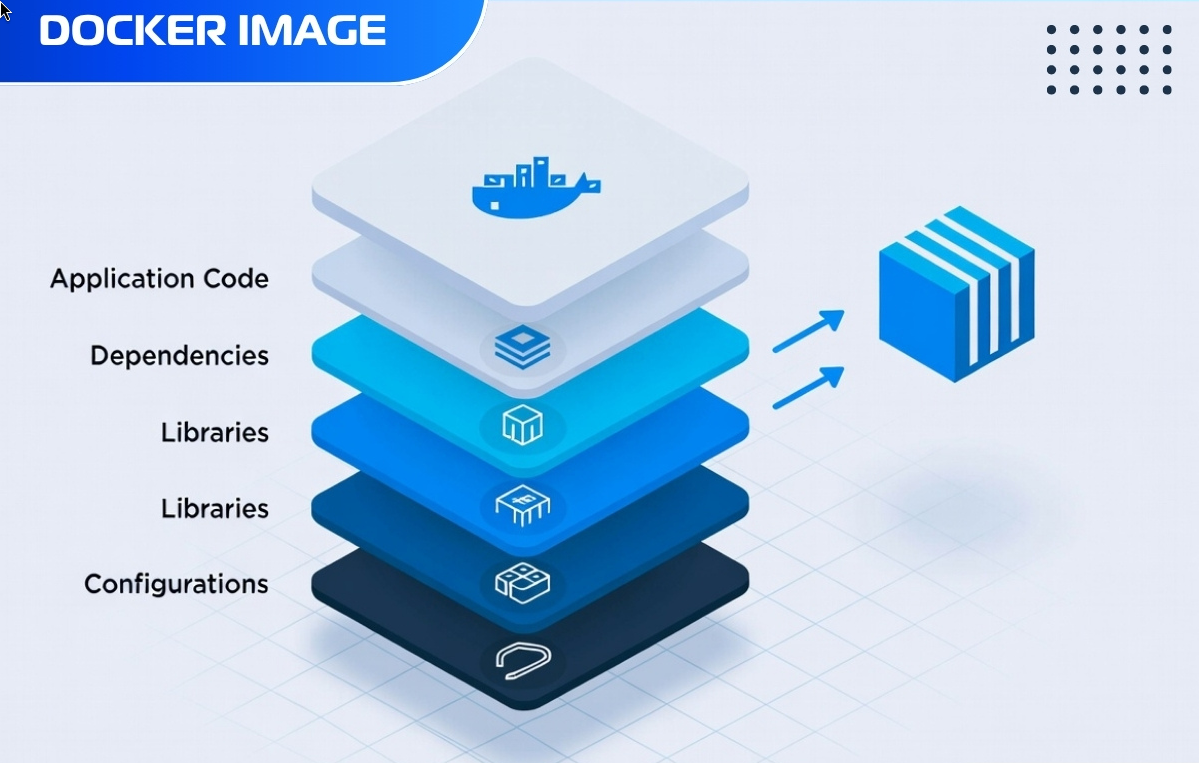 DOCKER IMAGE
Application Code
Dependencies
Libraries
Libraries
Configurations